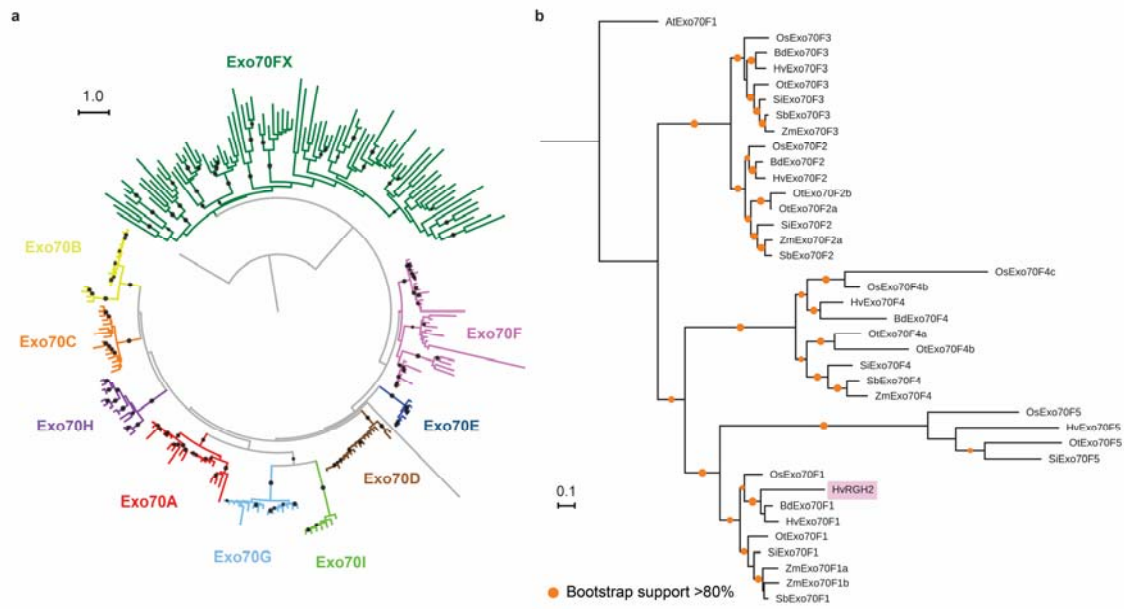 a
Exo70FX
1.0
Exo70B
Exo70C
Exo70F
Exo70H
Exo70E
Exo70A
Exo70D
Exo70G
Exo70I
b
AtExo70F1
OsExo70F3
BdExo70F3
HvExo70F3
OtExo70F3
SiExo70F3
SbExo70F3
ZmExo70F3
OsExo70F2
BdExo70F2
HvExo70F2
OtExo70F2b
OtExo70F2a
SiExo70F2
ZmExo70F2a
SbExo70F2
OsExo70F4c
OsExo70F4b
HvExo70F4
BdExo70F4
OtExo70F4a
OtExo70F4b
SiExo70F4
SbExo70F4
ZmExo70F4
OsExo70F5
HvExo70F5
OtExo70F5
SiExo70F5
OsExo70F1
HvRGH2
0.1
BdExo70F1
HvExo70F1
OtExo70F1
SiExo70F1
ZmExo70F1a
ZmExo70F1b
SbExo70F1
Bootstrap support >80%